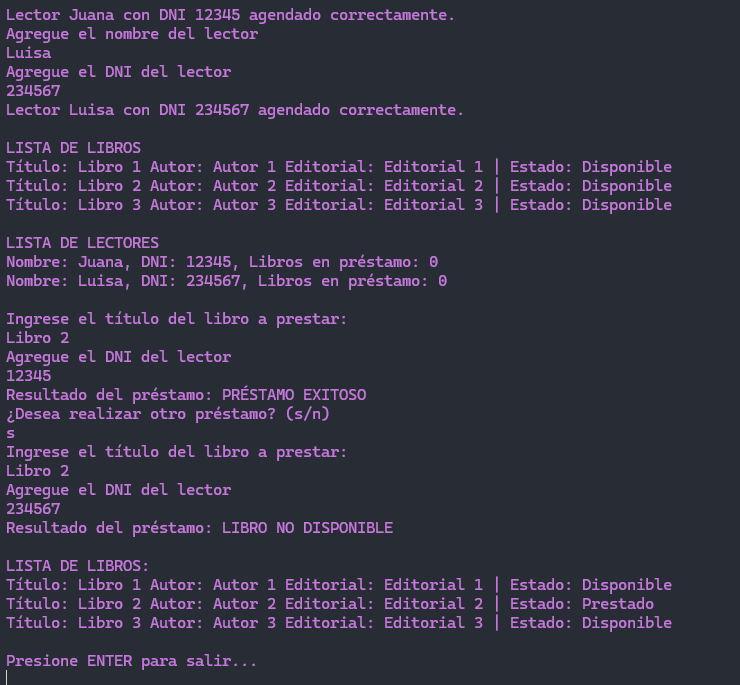 Lector Juana con DNI 12345 agendado correctamente.
Agregue el nombre del lector
Luisa
Agregue el DNI del lector
234567
Lector Luisa con DNI 234567 agendado correctamente.
LISTA DE LIBROS
Título: Libro 1 Autor: Autor 1 Editorial: Editorial 1 | Estado: Disponible
Título: Libro 2 Autor: Autor 2 Editorial: Editorial 2 | Estado: Disponible
Título: Libro 3 Autor: Autor 3 Editorial: Editorial 3 | Estado: Disponible
LISTA DE LECTORES
Nombre: Juana, DNI: 12345, Libros en préstamo: 0
Nombre: Luisa, DNI: 234567, Libros en préstamo: 0
Ingrese el título del libro a prestar:
Libro 2
Agregue el DNI del lector
12345
Resultado del préstamo: PRÉSTAMO EXITOSO
¿Desea realizar otro préstamo? (s/n)
s
Ingrese el título del libro a prestar:
Libro 2
Agregue el DNI del lector
234567
Resultado del préstamo: LIBRO NO DISPONIBLE
LISTA DE LIBROS:
Título: Libro 1 Autor: Autor 1 Editorial: Editorial 1 | Estado: Disponible
Título: Libro 2 Autor: Autor 2 Editorial: Editorial 2 | Estado: Prestado
Título: Libro 3 Autor: Autor 3 Editorial: Editorial 3 | Estado: Disponible
Presione ENTER para salir...